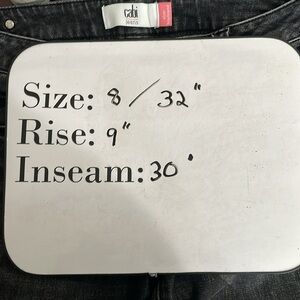 cabi
Size: 8 / 32"
Rise: 9"
Inseam: 30"